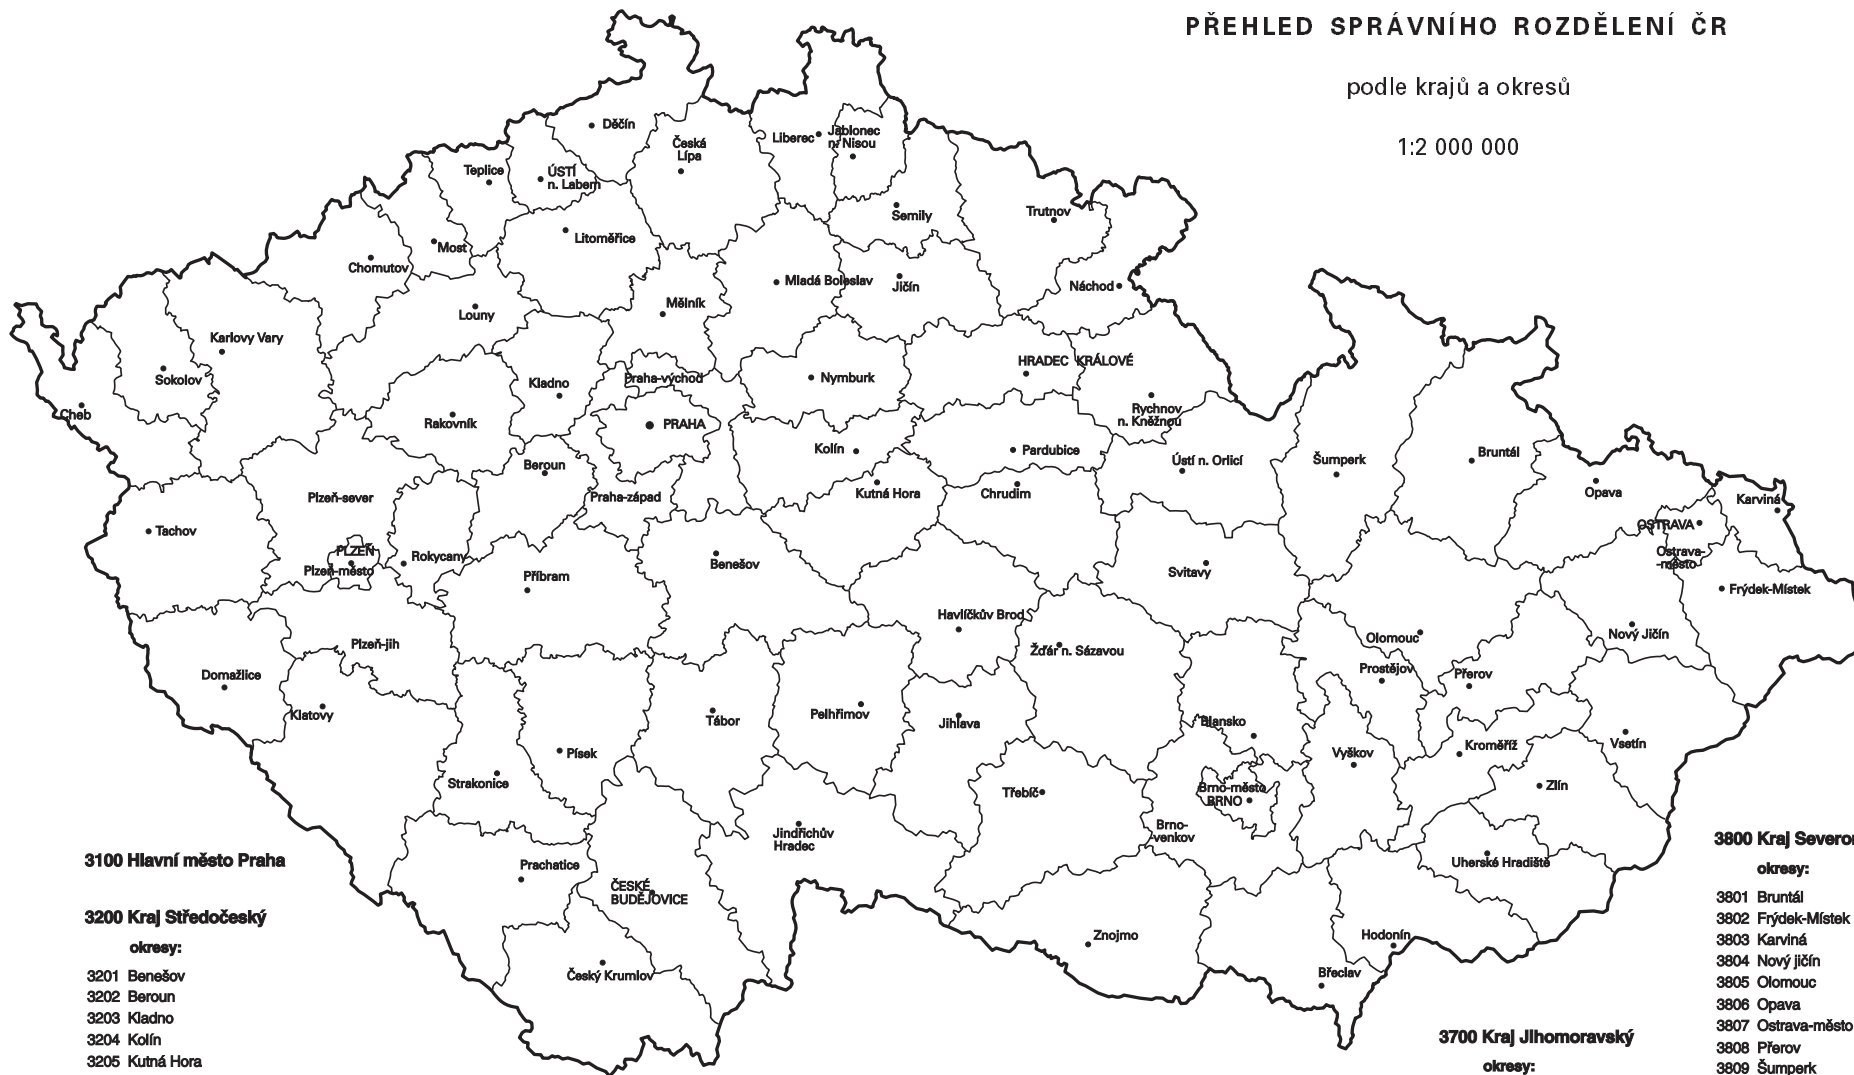 PŘEHLED SPRÁVNÍHO ROZDĚLENÍ ČR
podle krajů a okresů
1:2 000 000
Děčín
Česká
Lípa
Liberec
Jablonec
n. Nisou
Teplice
ÚSTÍ
n. Labem
Semily
Trutnov
Most
Litoměřice
Chomutov
Mladá Boleslav
Jičín
Náchod
Louny
Mělník
Karlovy Vary
Sokolov
Cheb
Kladno
Praha-východ
Nymburk
HRADEC KRÁLOVÉ
Rychnov
n. Kněžnou
Rakovník
PRAHA
Kolín
Pardubice
Ústí n. Orlicí
Šumperk
Bruntál
Beroun
Plzeň-sever
Praha-západ
Kutná Hora
Chrudim
Opava
Karviná
Tachov
OSTRAVA
Ostrava-
-město
PLZEŇ
Plzeň-město
Rokycany
Příbram
Benešov
Svitavy
Frýdek-Místek
Havlíčkův Brod
Olomouc
Nový Jičín
Plzeň-jih
Žďár n. Sázavou
Prostějov
Přerov
Domažlice
Klatovy
Tábor
Pelhřimov
Jihlava
Blansko
Kroměříž
Vsetín
Písek
Vyškov
Strakonice
Třebíč
Brno-město
BRNO
Zlín
Brno-
-venkov
Jindřichův
Hradec
Prachatice
Uherské Hradiště
ČESKÉ
BUDĚJOVICE
Znojmo
Hodonín
Český Krumlov
Břeclav
3100 Hlavní město Praha
3200 Kraj Středočeský
okresy:
3201 Benešov
3202 Beroun
3203 Kladno
3204 Kolín
3205 Kutná Hora
3700 Kraj Jihomoravský
okresy:
3800 Kraj Severom
okresy:
3801 Bruntál
3802 Frýdek-Místek
3803 Karviná
3804 Nový jičín
3805 Olomouc
3806 Opava
3807 Ostrava-město
3808 Přerov
3809 Šumperk